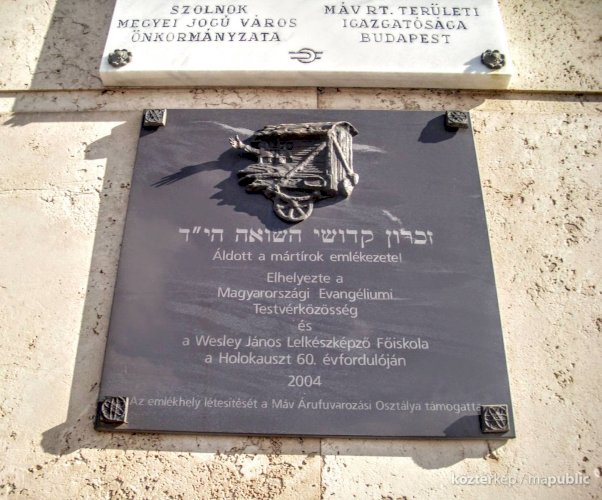 SZOLNOK
MEGYEI JOGÚ VÁROS
ÖNKORMÁNYZATA
MÁV RT. TERÜLETI
IGAZGATÓSÁGA
BUDAPEST
זכרון קדושי השואה הי"ד
Áldott a mártírok emlékezete!
Elhelyezte a
Magyarországi Evangéliumi
Testvérközösség
és
a Wesley János Lelkészképző Főiskola
a Holokauszt 60. évfordulóján
2004
Az emlékhely létesítését a Máv Árufuvarozási Osztálya támogatta
közterkep/mapublic